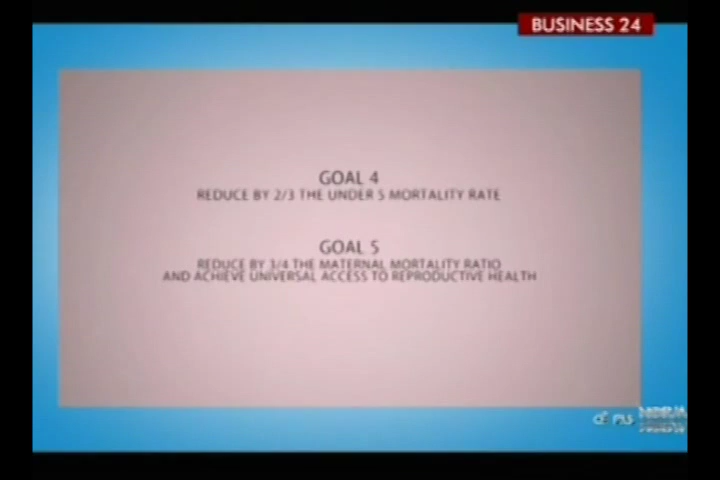 BUSINESS 24
GOAL 4
REDUCE BY 2/3 THE UNDER 5 MORTALITY RATE
GOAL 5
REDUCE BY 3/4 THE MATERNAL MORTALITY RATIO
AND ACHIEVE UNIVERSAL ACCESS TO REPRODUCTIVE HEALTH